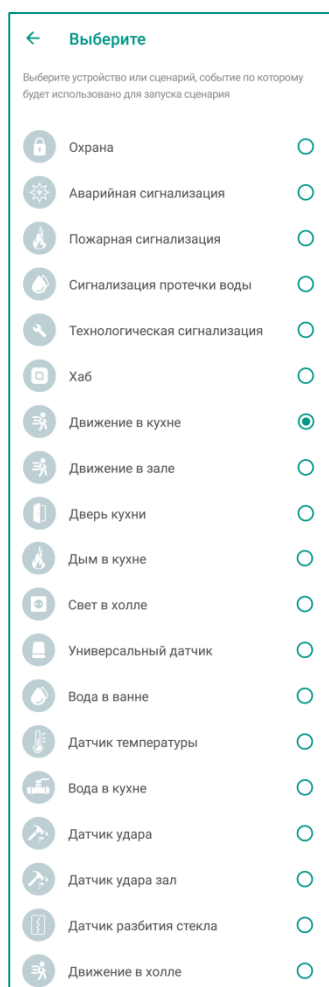 Выберите
Выберите устройство или сценарий, событие по которому
будет использовано для запуска сценария
Охрана
Аварийная сигнализация
Пожарная сигнализация
Сигнализация протечки воды
Технологическая сигнализация
Хаб
Движение в кухне
Движение в зале
Дверь кухни
Дым в кухне
Свет в холле
Универсальный датчик
Вода в ванне
Датчик температуры
Вода в кухне
Датчик удара
Датчик удара зал
Датчик разбития стекла
Движение в холле